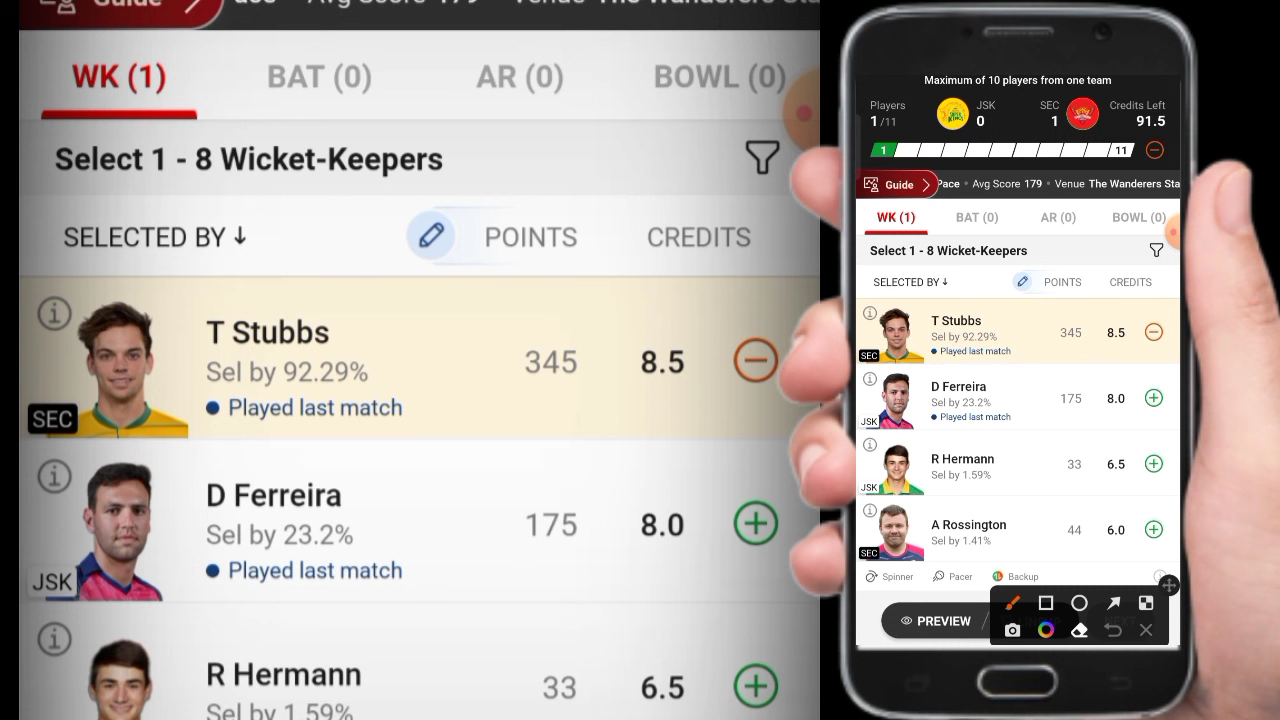 Guide
Avg Score 179 • Venue The Wanderers Sta
WK (1) BAT (0) AR (0) BOWL (0)
Select 1 - 8 Wicket-Keepers
SELECTED BY ↓ POINTS CREDITS
T Stubbs
Sel by 92.29%
345 8.5
Played last match
SEC
D Ferreira
Sel by 23.2%
175 8.0
Played last match
JSK
R Hermann
33 6.5
Sel by 1.59%
Maximum of 10 players from one team
Players JSK SEC Credits Left
1/11 0 1 91.5
1 11
Guide Pace • Avg Score 179 • Venue The Wanderers Sta
WK (1) BAT (0) AR (0) BOWL (0)
Select 1 - 8 Wicket-Keepers
SELECTED BY ↓ POINTS CREDITS
T Stubbs
Sel by 92.29%
345 8.5
Played last match
SEC
D Ferreira
Sel by 23.2%
175 8.0
Played last match
JSK
R Hermann
Sel by 1.59%
33 6.5
JSK
A Rossington
Sel by 1.41%
44 6.0
SEC
Spinner Pacer Backup
PREVIEW